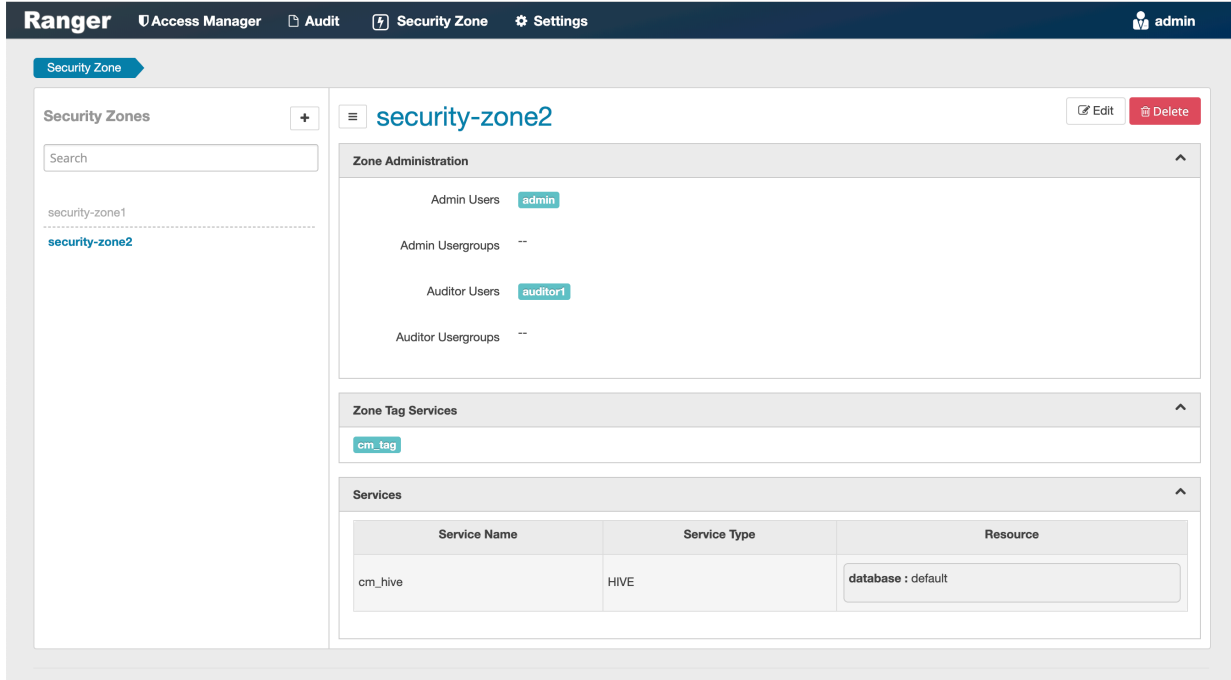 Ranger Access Manager Audit Security Zone Settings admin
Security Zone
Security Zones
+
Search
security-zone1
security-zone2
security-zone2
Edit Delete
Zone Administration
Admin Users admin
Admin Usergroups --
Auditor Users auditor1
Auditor Usergroups --
Zone Tag Services
cm_tag
Services
Service Name Service Type Resource
cm_hive HIVE database : default